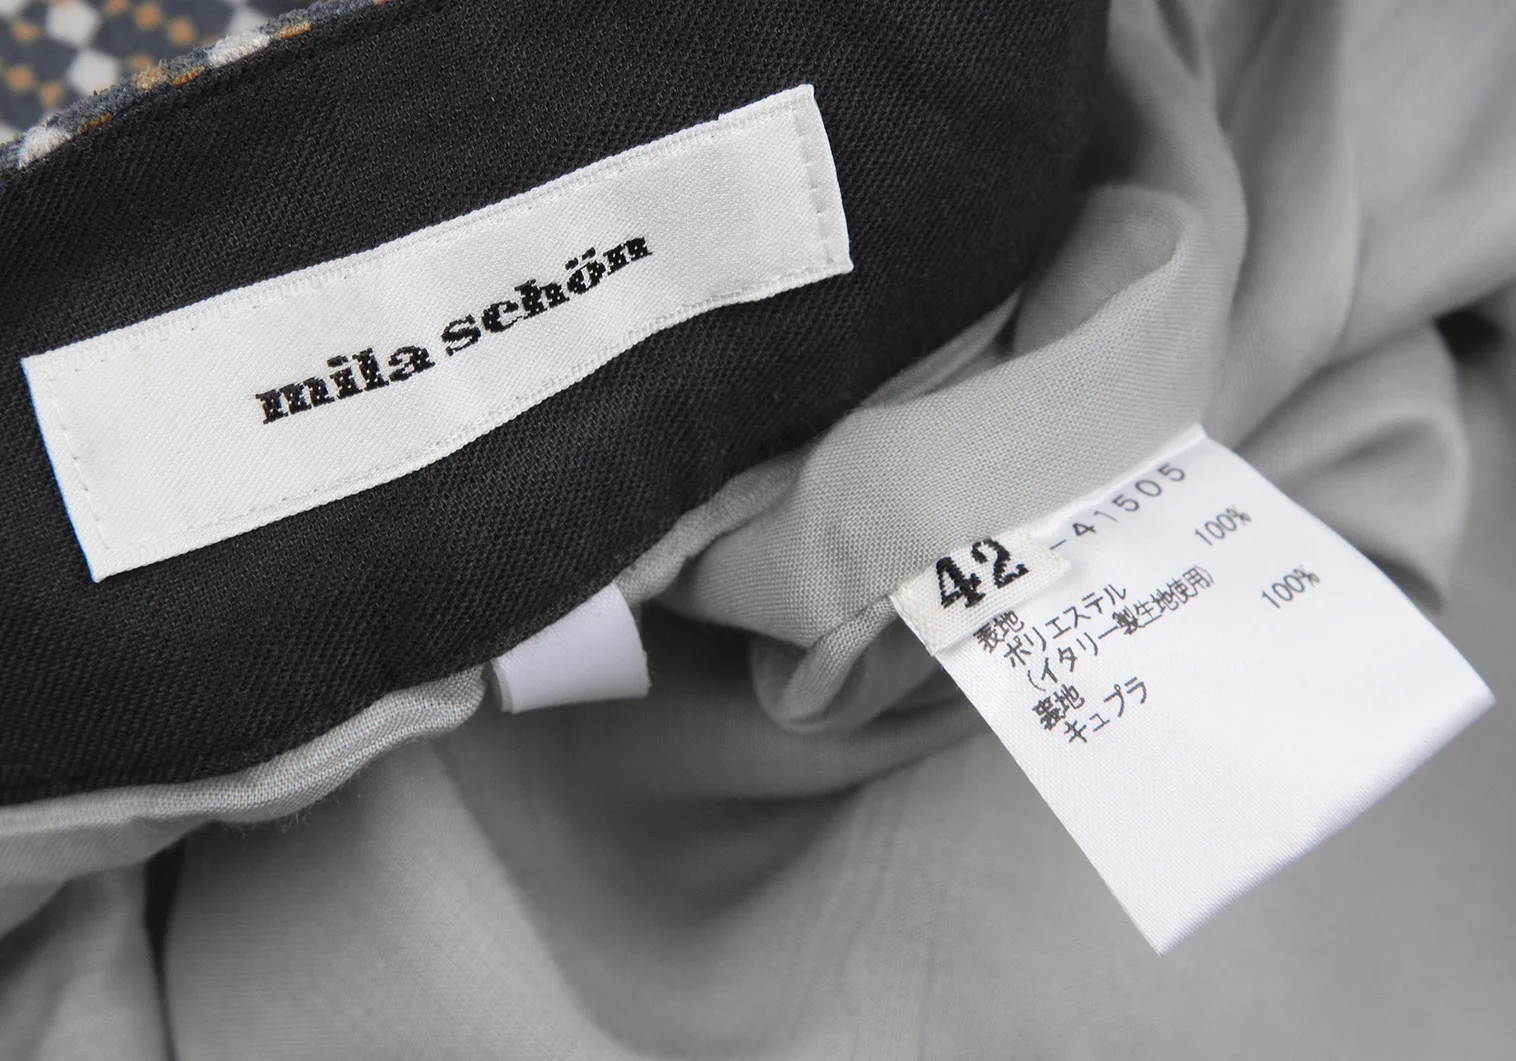 mila schön
42
-41505
表地
ポリエステル 100%
(イタリー製生地使用)
裏地
キュプラ 100%